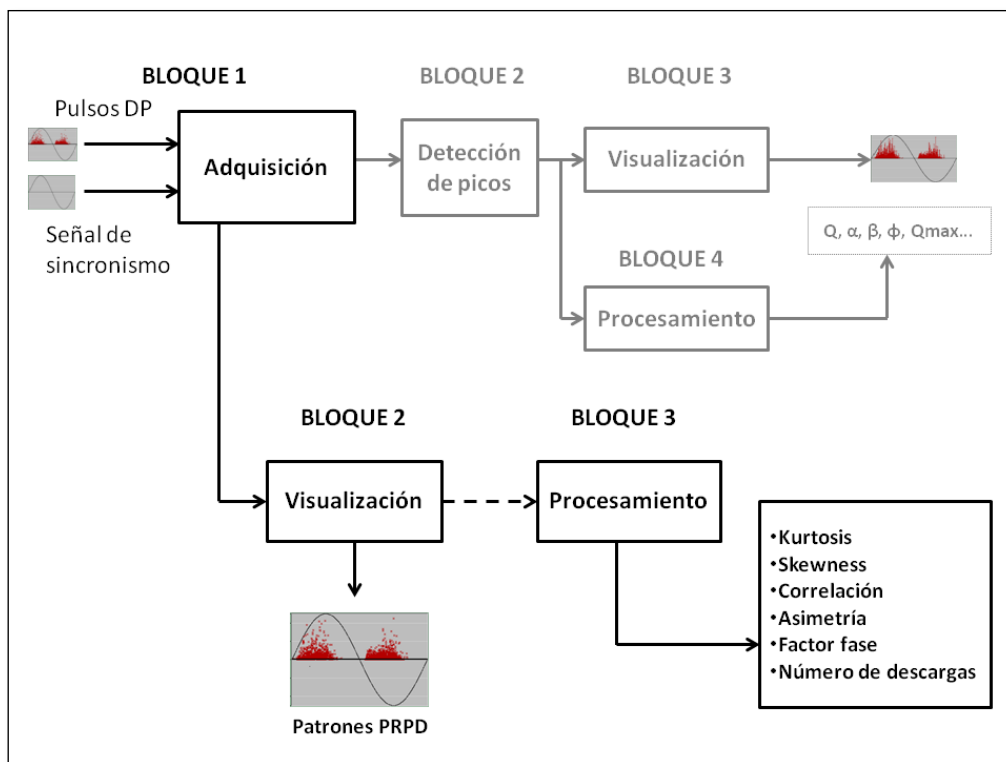 BLOQUE 1
BLOQUE 2
BLOQUE 3
Pulsos DP
Adquisición
Detección
de picos
Visualización
Señal de
sincronismo
Q, α, β, ϕ, Qmax...
BLOQUE 4
Procesamiento
BLOQUE 2
BLOQUE 3
Visualización
Procesamiento
•Kurtosis
•Skewness
•Correlación
•Asimetría
•Factor fase
•Número de descargas
Patrones PRPD